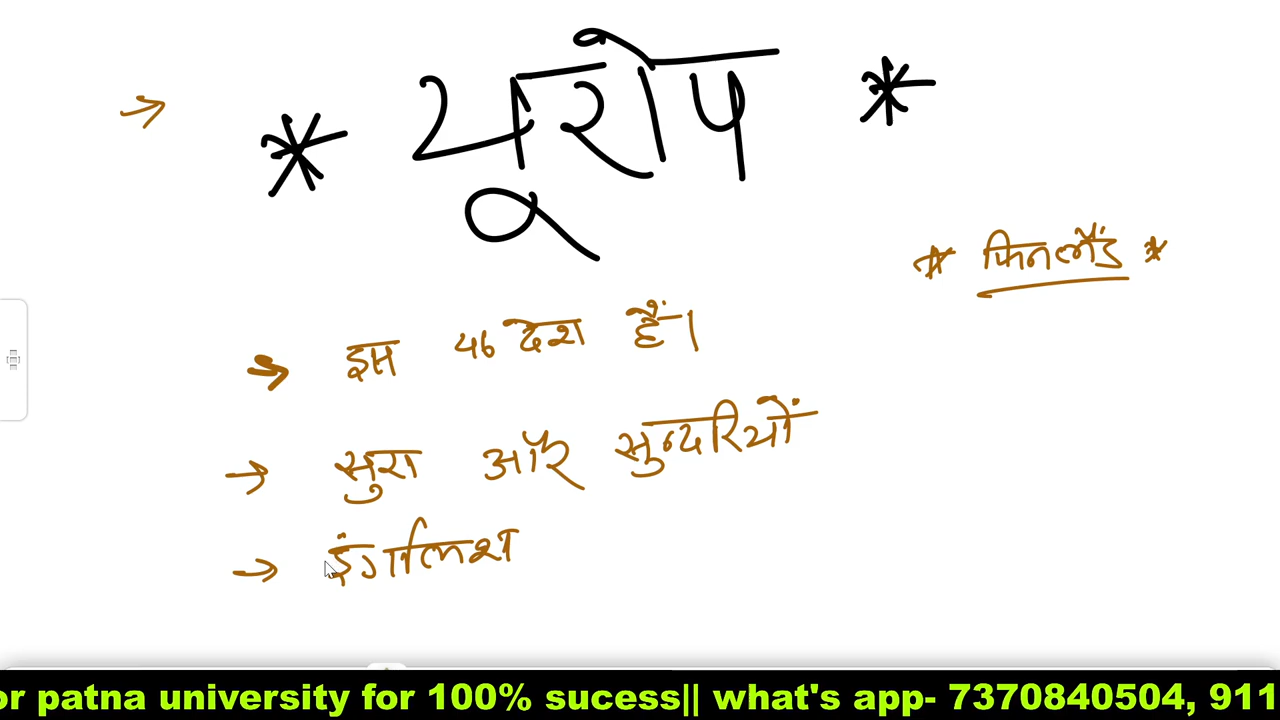 → * यूरोप *
* फिनलैंड *
→ इस 46 देश हैं।
→ सुरा और सुन्दरियों
→ इंगलिश
or patna university for 100% sucess|| what's app- 7370840504, 911